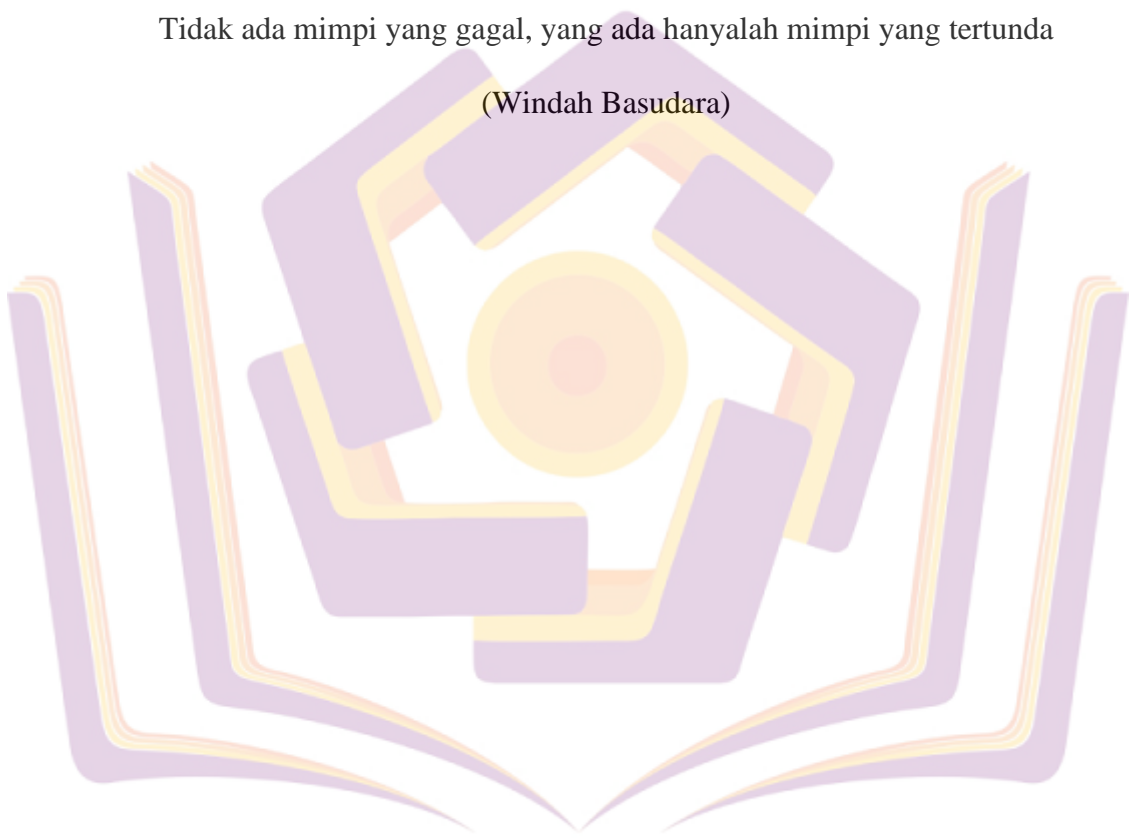 Tidak ada mimpi yang gagal, yang ada hanyalah mimpi yang tertunda
(Windah Basudara)